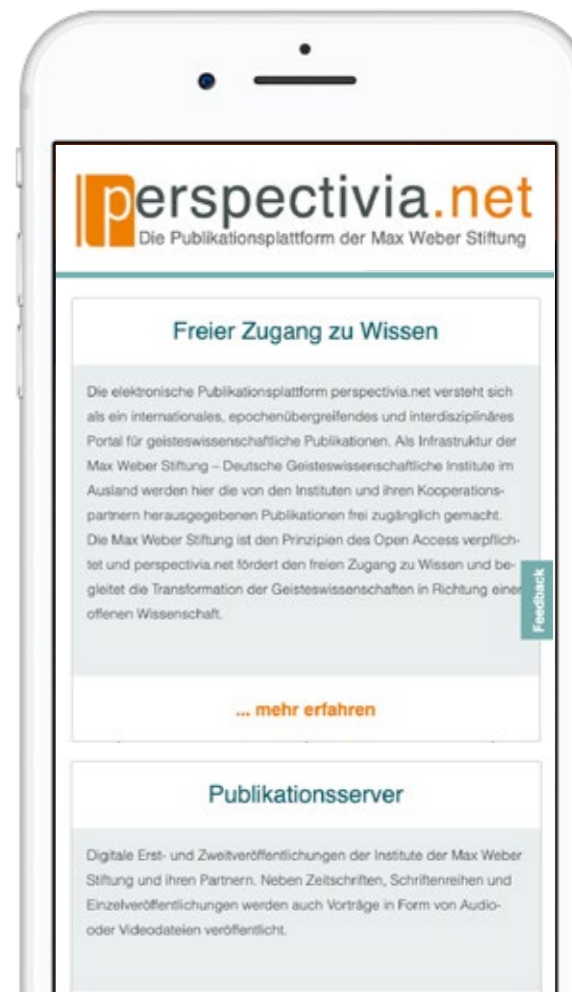 perspectivia.net
Die Publikationsplattform der Max Weber Stiftung
Freier Zugang zu Wissen
Die elektronische Publikationsplattform perspectivia.net versteht sich
als ein internationales, epochenübergreifendes und interdisziplinäres
Portal für geisteswissenschaftliche Publikationen. Als Infrastruktur der
Max Weber Stiftung – Deutsche Geisteswissenschaftliche Institute im
Ausland werden hier die von den Instituten und ihren Kooperations-
partnern herausgegebenen Publikationen frei zugänglich gemacht.
Die Max Weber Stiftung ist den Prinzipien des Open Access verpflich-
tet und perspectivia.net fördert den freien Zugang zu Wissen und be-
gleitet die Transformation der Geisteswissenschaften in Richtung einer
offenen Wissenschaft.
Feedback
... mehr erfahren
Publikationsserver
Digitale Erst- und Zweitveröffentlichungen der Institute der Max Weber
Stiftung und ihren Partnern. Neben Zeitschriften, Schriftenreihen und
Einzelveröffentlichungen werden auch Vorträge in Form von Audio-
oder Videodateien veröffentlicht.